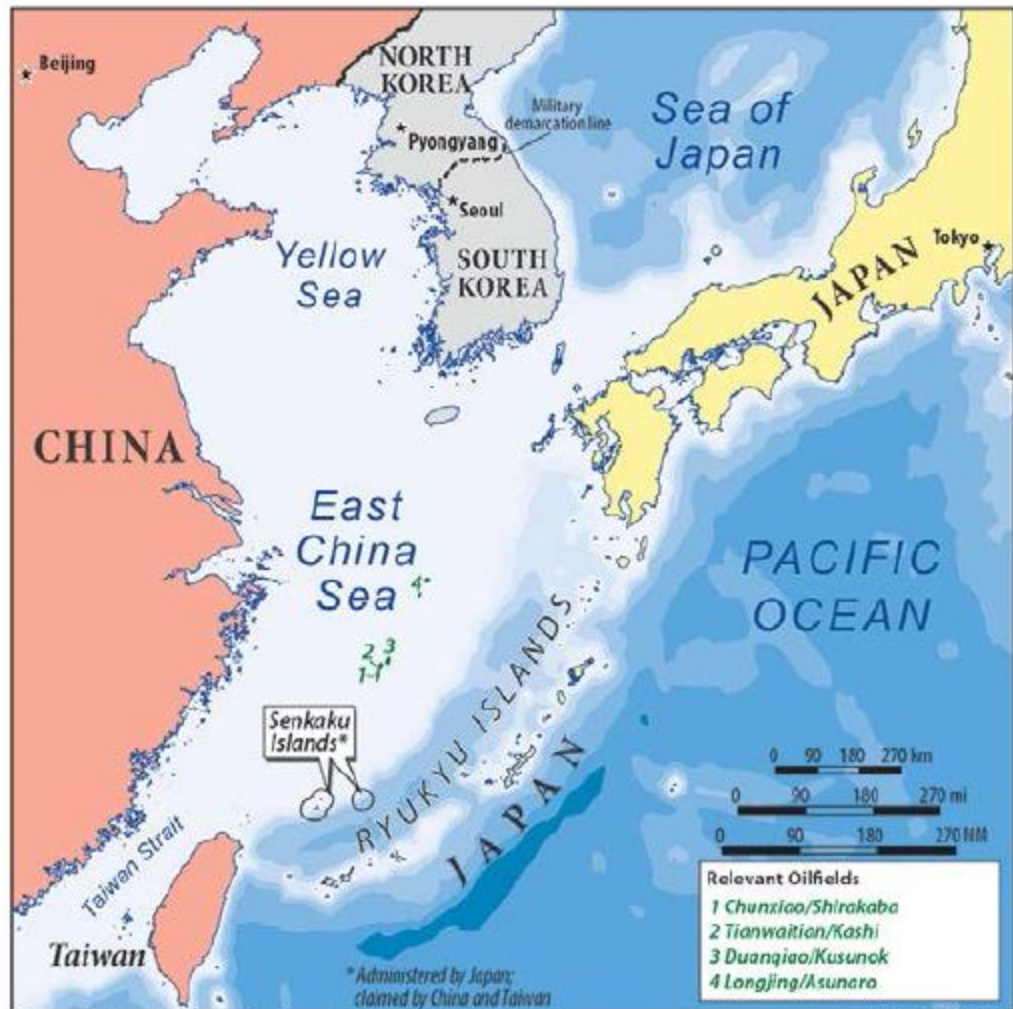 Beijing
NORTH
KOREA
Military
demarcation line
Pyongyang
Sea of
Japan
Seoul
Yellow
Sea
SOUTH
KOREA
JAPAN
Tokyo
CHINA
East
China
Sea
4
PACIFIC
OCEAN
2 3
1
RYUKYU ISLANDS
Senkaku
Islands*
JAPAN
0 90 180 270 km
0 90 180 270 mi
0 90 180 270 NM
Taiwan Strait
Taiwan
Relevant Oilfields
1 Chunxiao/Shirakaba
2 Tianwaitian/Kashi
3 Duanqiao/Kusunok
4 Longjing/Asunaro
* Administered by Japan;
claimed by China and Taiwan